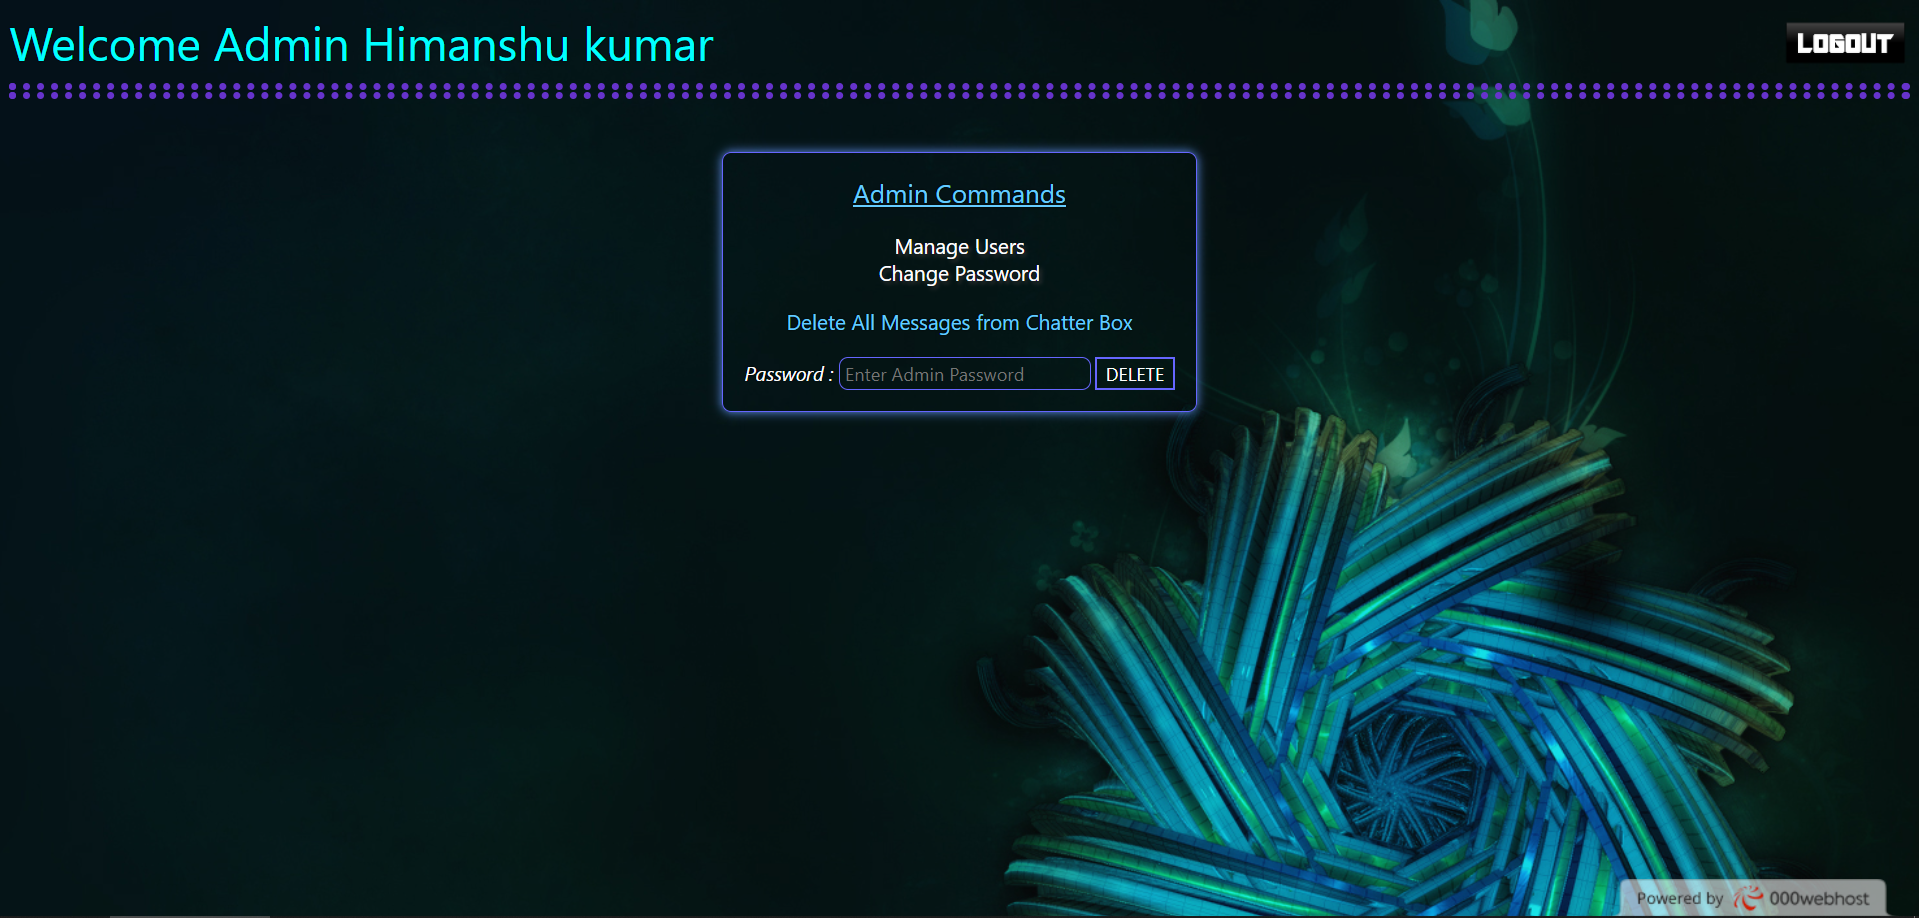 Welcome Admin Himanshu kumar
LOGOUT
Admin Commands
Manage Users
Change Password
Delete All Messages from Chatter Box
Password : Enter Admin Password DELETE
Powered by 000webhost